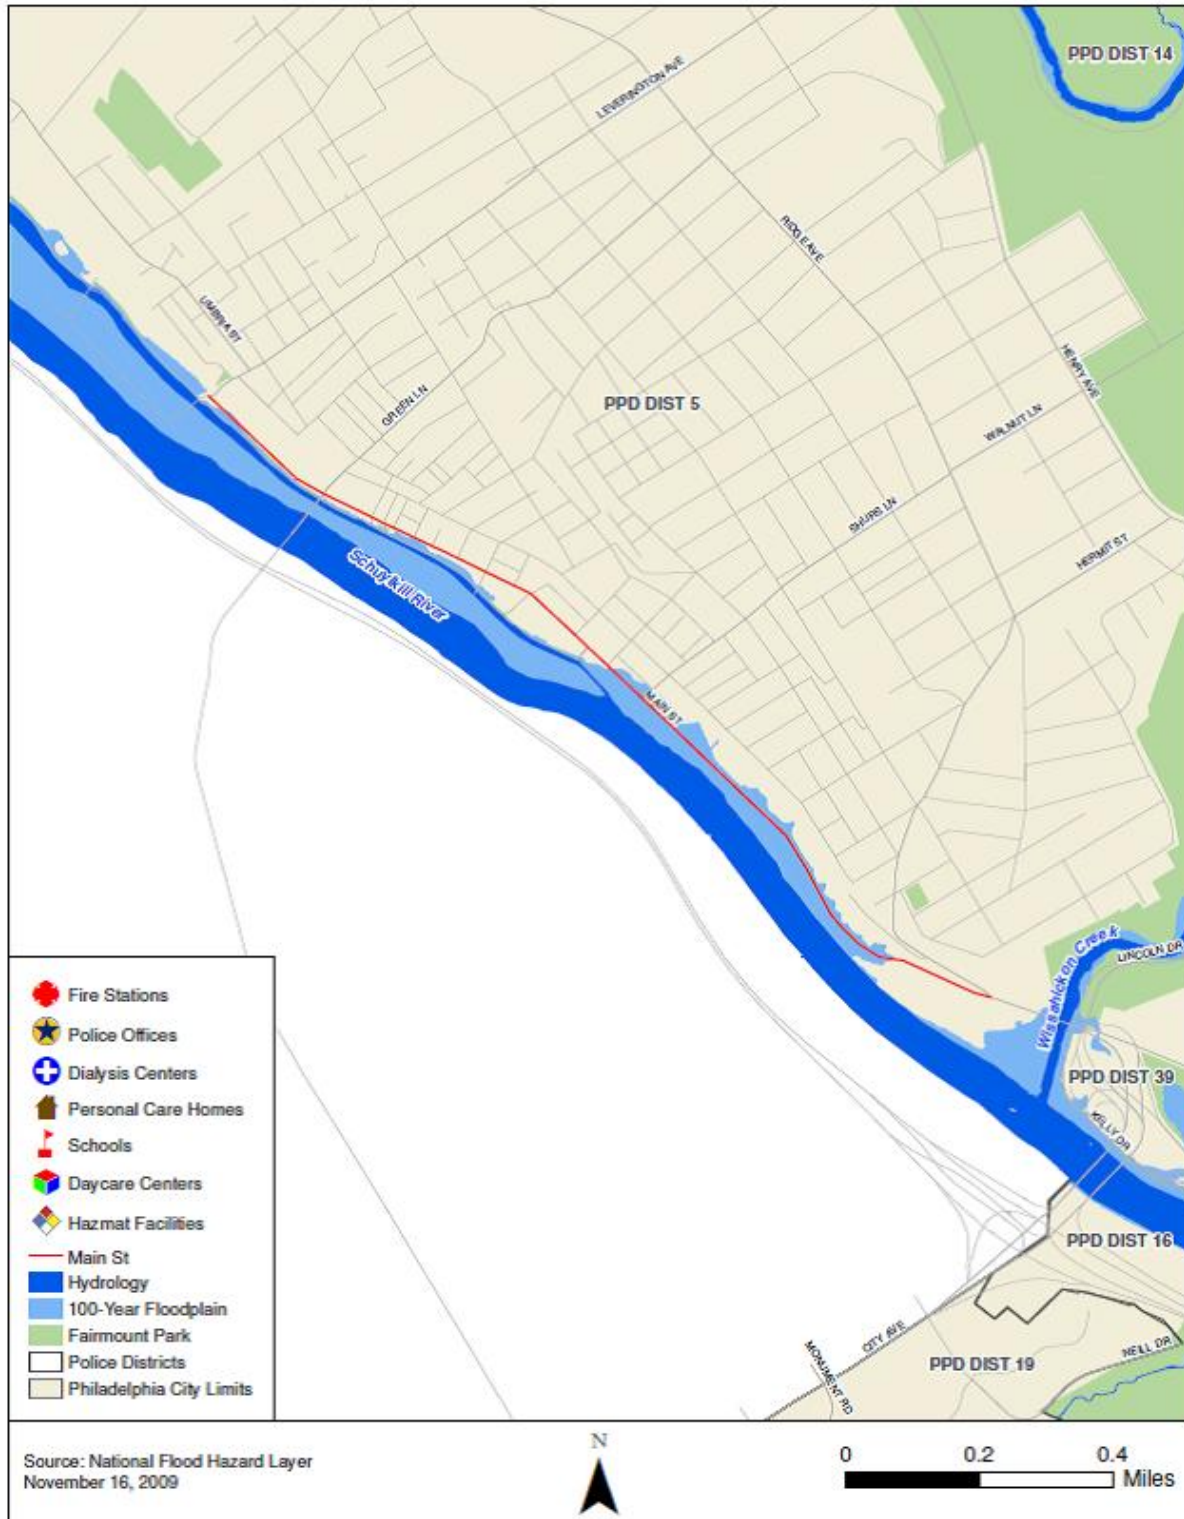 PPD DIST 14
LEVERINGTON AVE
RIDGE AVE
UMBRIA ST
HENRY AVE
GREEN LN
PPD DIST 5
WALNUT LN
SHURS LN
HERMIT ST
Schuylkill River
MAIN ST
Wissahickon Creek
LINCOLN DR
PPD DIST 39
KELLY DR
PPD DIST 16
CITY AVE
NEILL DR
PPD DIST 19
MONUMENT RD
Fire Stations
Police Offices
Dialysis Centers
Personal Care Homes
Schools
Daycare Centers
Hazmat Facilities
Main St
Hydrology
100-Year Floodplain
Fairmount Park
Police Districts
Philadelphia City Limits
Source: National Flood Hazard Layer
November 16, 2009
N
0 0.2 0.4
Miles